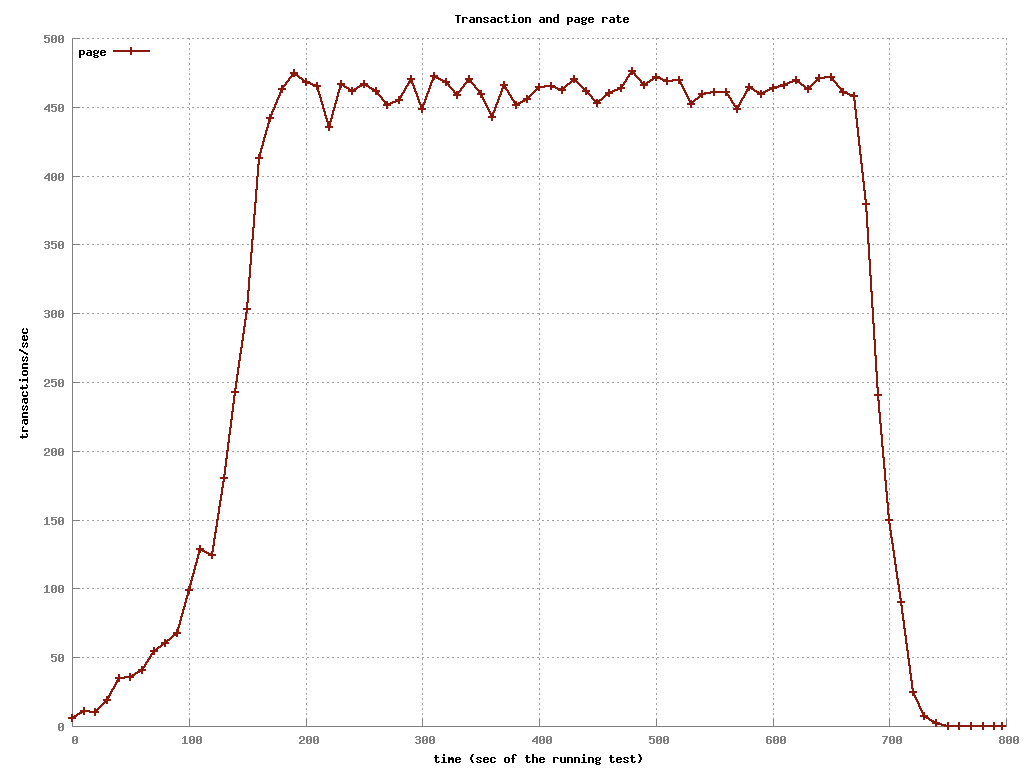 Transaction and page rate
500
page
450
400
350
300
250
200
150
100
50
0
transactions/sec
0 100 200 300 400 500 600 700 800
time (sec of the running test)